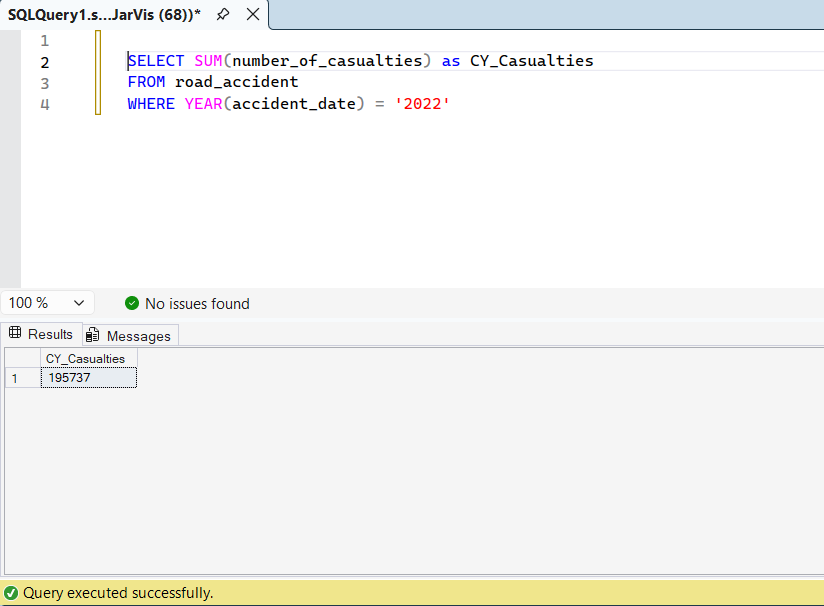 SQLQuery1.s...JarVis (68))*
1
2 SELECT SUM(number_of_casualties) as CY_Casualties
3 FROM road_accident
4 WHERE YEAR(accident_date) = '2022'
100 % No issues found
Results Messages
CY_Casualties
1 195737
Query executed successfully.